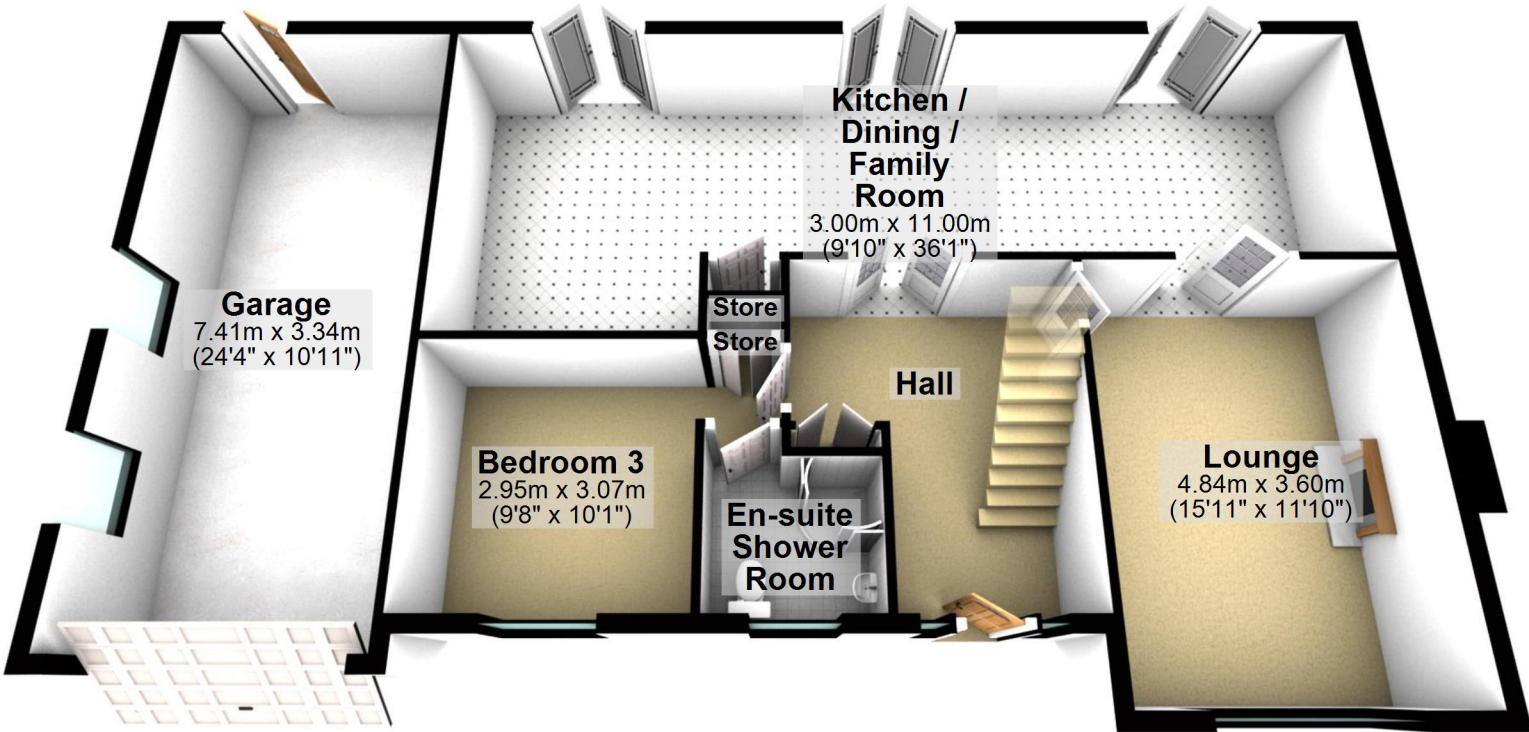 Kitchen /
Dining /
Family
Room
3.00m x 11.00m
(9'10" x 36'1")
Garage
7.41m x 3.34m
(24'4" x 10'11")
Store
Store
Hall
Bedroom 3
2.95m x 3.07m
(9'8" x 10'1")
En-suite
Shower
Room
Lounge
4.84m x 3.60m
(15'11" x 11'10")